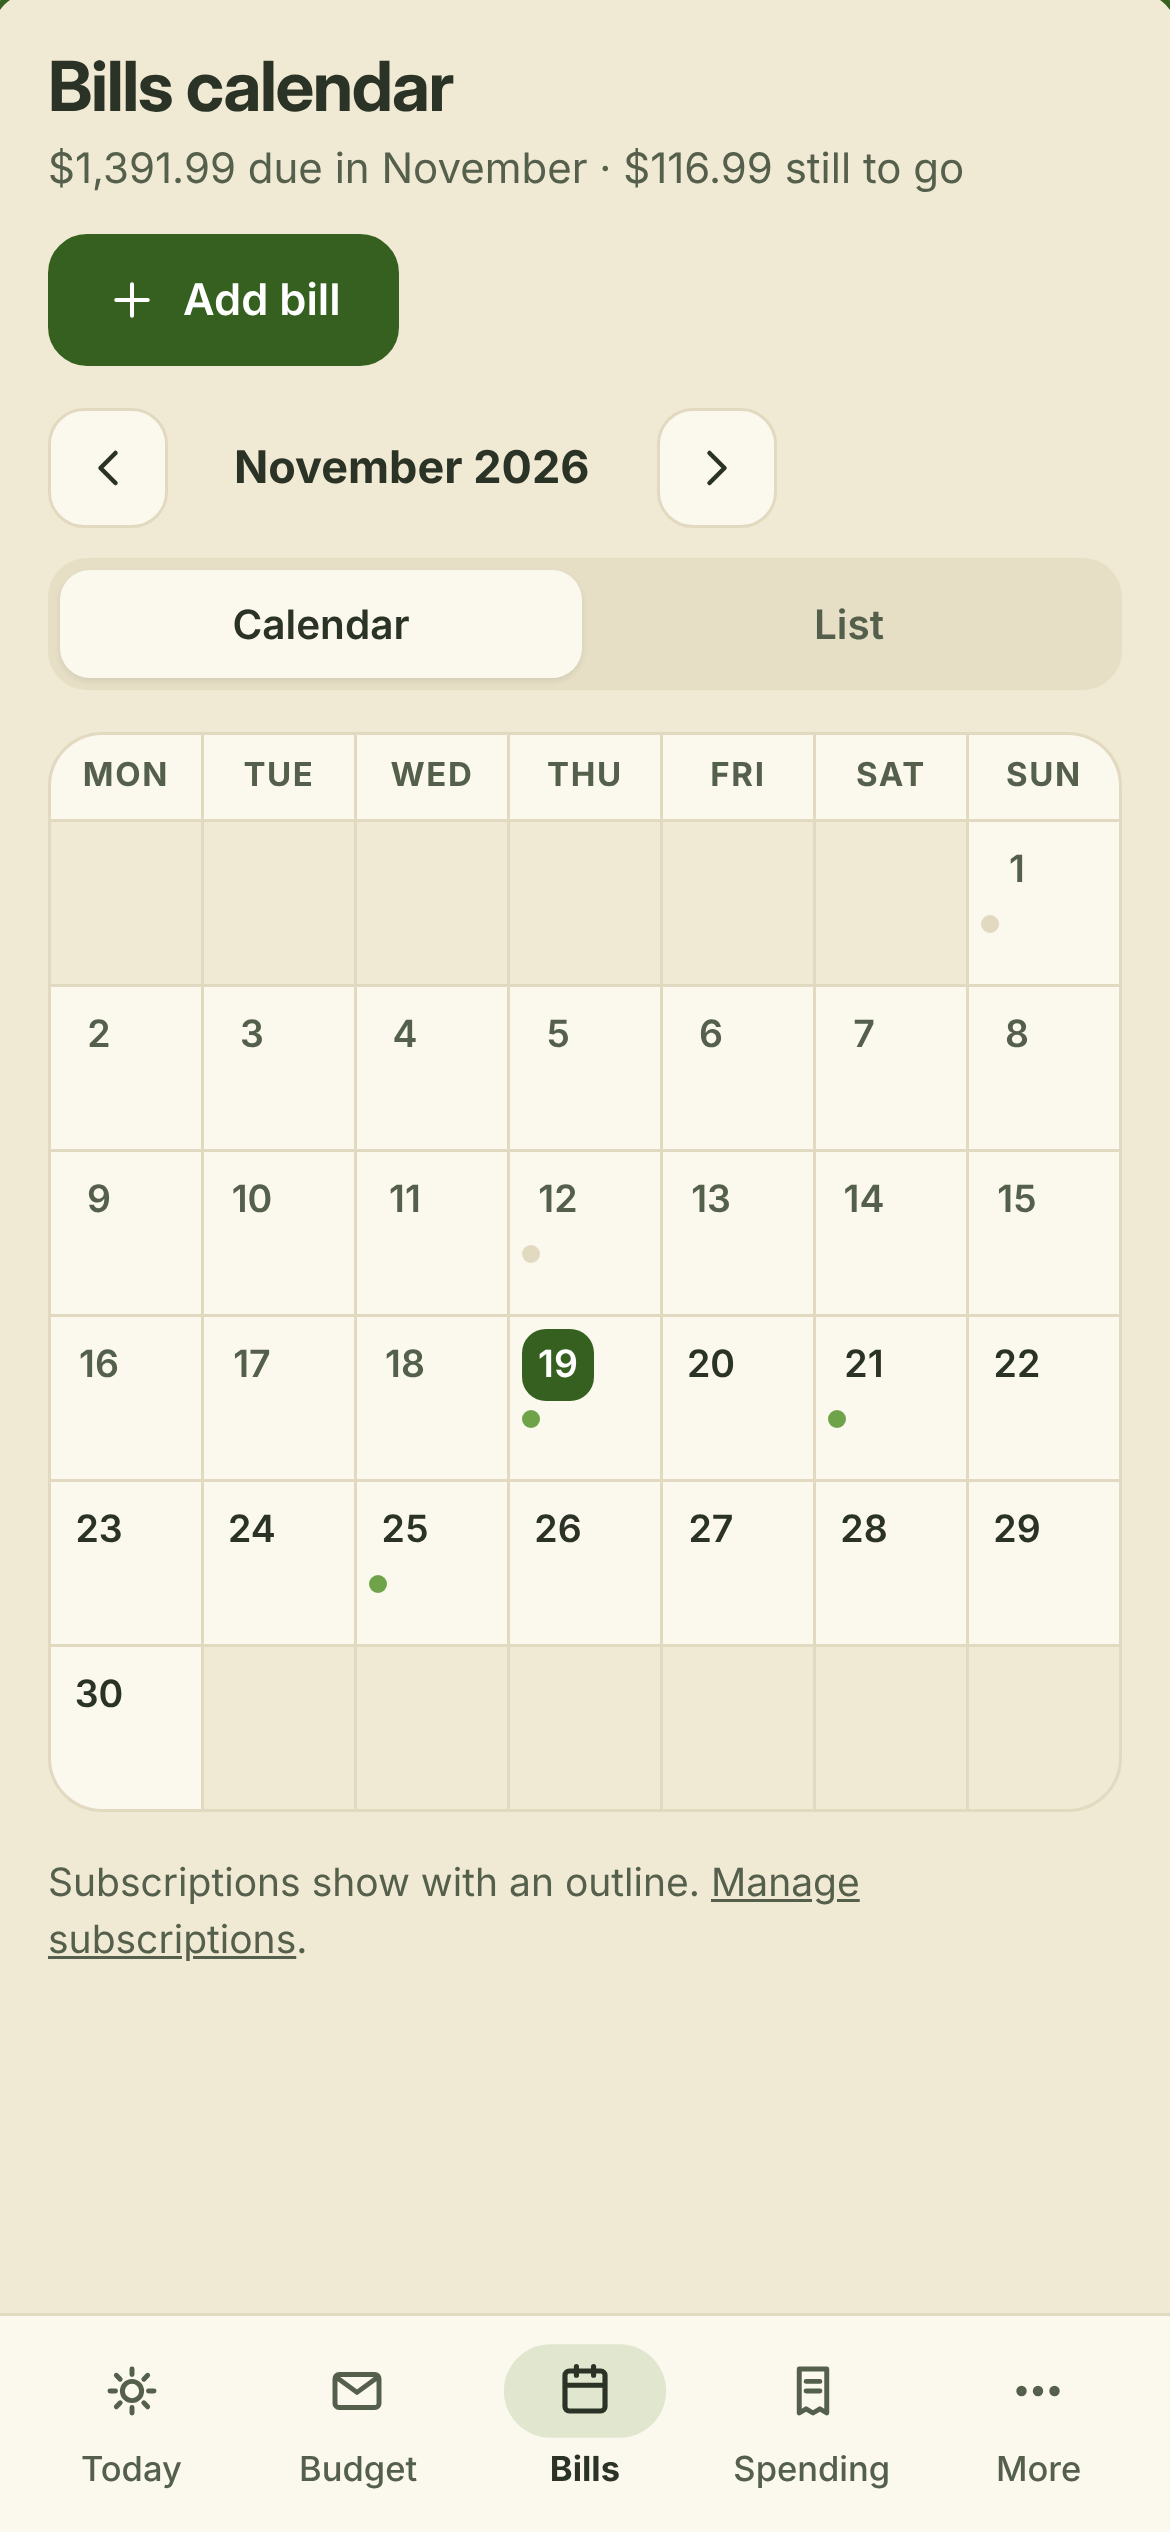 Bills calendar
$1,391.99 due in November · $116.99 still to go
Add bill
November 2026
Calendar List
MON TUE WED THU FRI SAT SUN
1
2 3 4 5 6 7 8
9 10 11 12 13 14 15
16 17 18 19 20 21 22
23 24 25 26 27 28 29
30
Subscriptions show with an outline. Manage
subscriptions.
Today Budget Bills Spending More